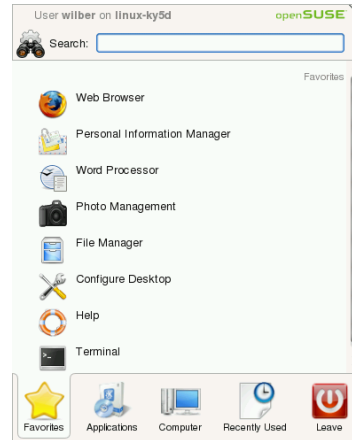 User wilber on linux-ky5d
openSUSE
Search:
Favorites
Web Browser
Personal Information Manager
Word Processor
Photo Management
File Manager
Configure Desktop
Help
Terminal
Favorites
Applications
Computer
Recently Used
Leave